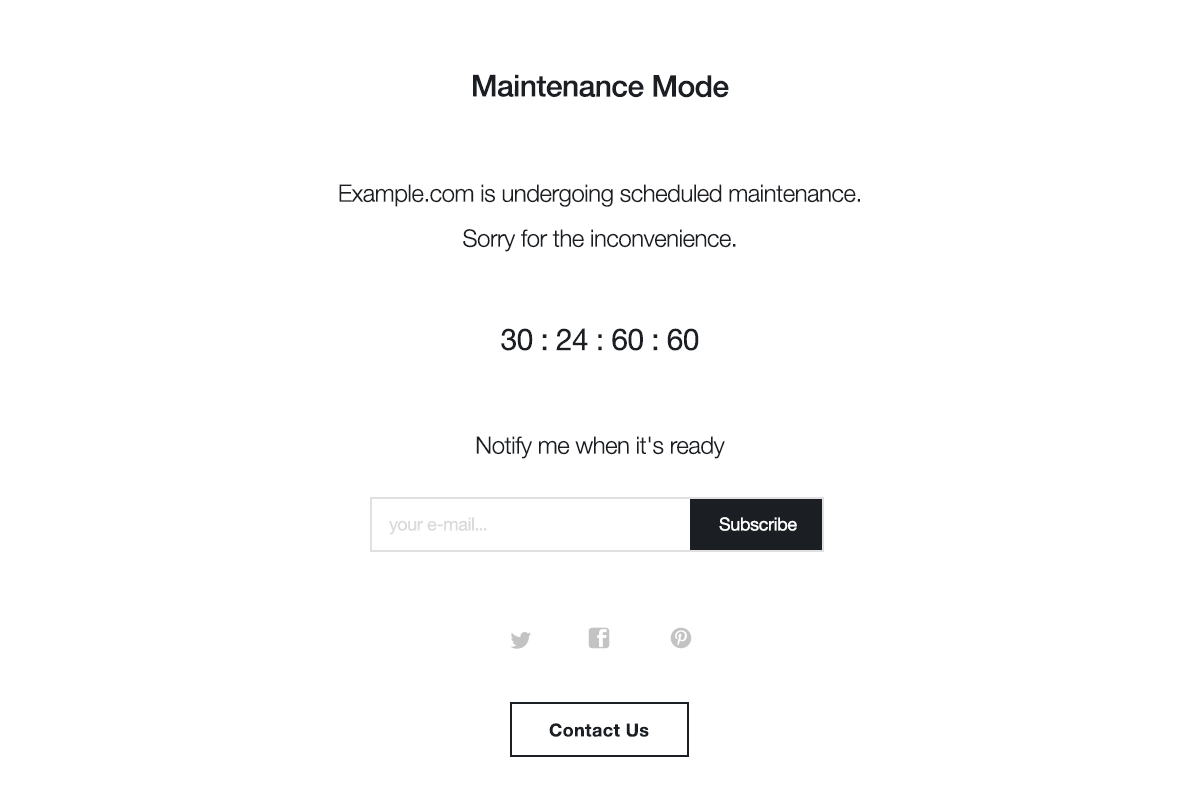 Maintenance Mode
Example.com is undergoing scheduled maintenance.
Sorry for the inconvenience.
30 : 24 : 60 : 60
Notify me when it's ready
your e-mail...
Subscribe
Contact Us